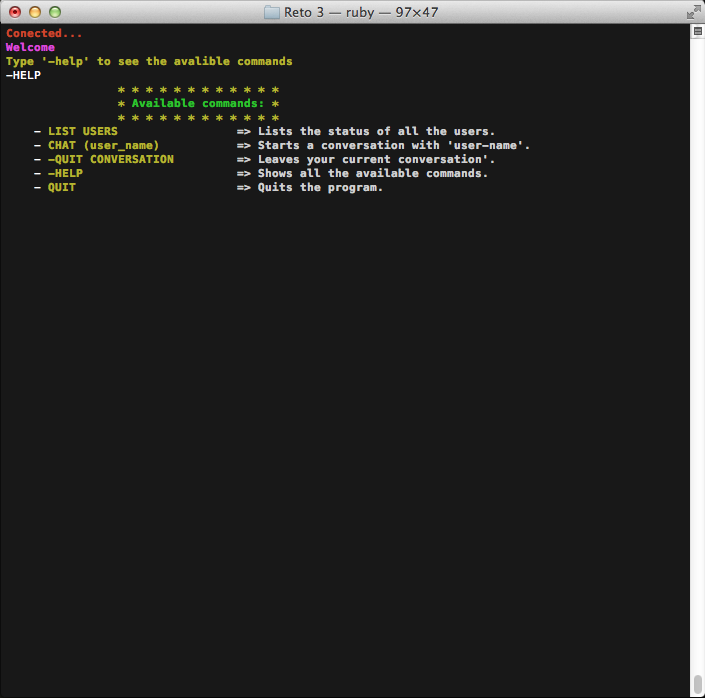 Reto 3 — ruby — 97×47
Conected...
Welcome
Type '-help' to see the avalible commands
-HELP
* * * * * * * * * * * *
* Available commands: *
* * * * * * * * * * * *
- LIST USERS => Lists the status of all the users.
- CHAT (user_name) => Starts a conversation with 'user-name'.
- -QUIT CONVERSATION => Leaves your current conversation'.
- -HELP => Shows all the available commands.
- QUIT => Quits the program.